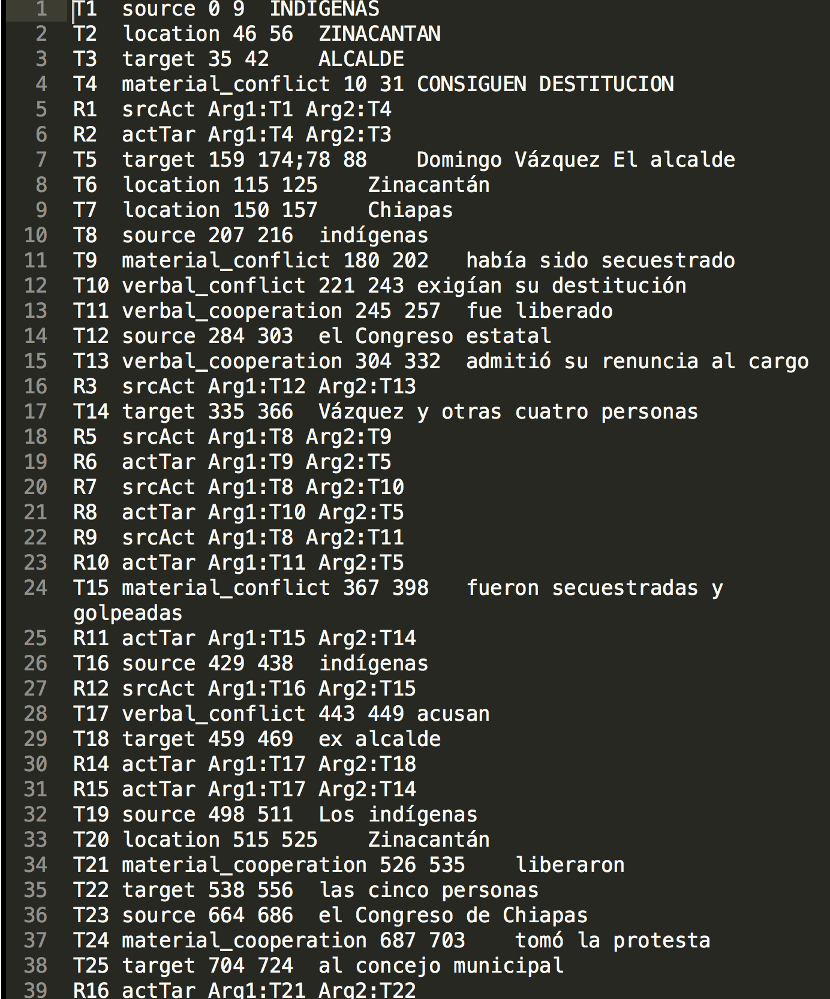 1 T1 source 0 9 INDIGENAS
2 T2 location 46 56 ZINACANTAN
3 T3 target 35 42 ALCALDE
4 T4 material_conflict 10 31 CONSIGUEN DESTITUCION
5 R1 srcAct Arg1:T1 Arg2:T4
6 R2 actTar Arg1:T4 Arg2:T3
7 T5 target 159 174;78 88 Domingo Vázquez El alcalde
8 T6 location 115 125 Zinacantán
9 T7 location 150 157 Chiapas
10 T8 source 207 216 indígenas
11 T9 material_conflict 180 202 había sido secuestrado
12 T10 verbal_conflict 221 243 exigían su destitución
13 T11 verbal_cooperation 245 257 fue liberado
14 T12 source 284 303 el Congreso estatal
15 T13 verbal_cooperation 304 332 admitió su renuncia al cargo
16 R3 srcAct Arg1:T12 Arg2:T13
17 T14 target 335 366 Vázquez y otras cuatro personas
18 R5 srcAct Arg1:T8 Arg2:T9
19 R6 actTar Arg1:T9 Arg2:T5
20 R7 srcAct Arg1:T8 Arg2:T10
21 R8 actTar Arg1:T10 Arg2:T5
22 R9 srcAct Arg1:T8 Arg2:T11
23 R10 actTar Arg1:T11 Arg2:T5
24 T15 material_conflict 367 398 fueron secuestradas y
golpeadas
25 R11 actTar Arg1:T15 Arg2:T14
26 T16 source 429 438 indígenas
27 R12 srcAct Arg1:T16 Arg2:T15
28 T17 verbal_conflict 443 449 acusan
29 T18 target 459 469 ex alcalde
30 R14 actTar Arg1:T17 Arg2:T18
31 R15 actTar Arg1:T17 Arg2:T14
32 T19 source 498 511 Los indígenas
33 T20 location 515 525 Zinacantán
34 T21 material_cooperation 526 535 liberaron
35 T22 target 538 556 las cinco personas
36 T23 source 664 686 el Congreso de Chiapas
37 T24 material_cooperation 687 703 tomó la protesta
38 T25 target 704 724 al concejo municipal
39 R16 actTar Arg1:T21 Arg2:T22